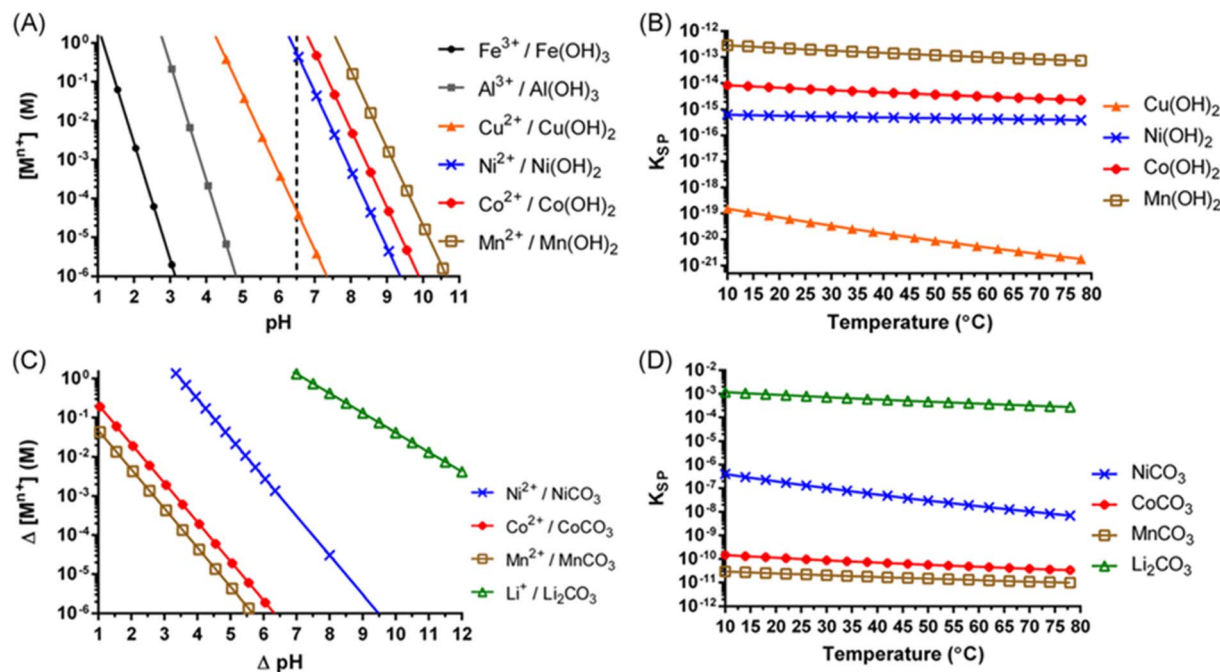 (A)
[Mⁿ⁺] (M)
10⁰
10⁻¹
10⁻²
10⁻³
10⁻⁴
10⁻⁵
10⁻⁶
1 2 3 4 5 6 7 8 9 10 11
pH
Fe³⁺ / Fe(OH)₃
Al³⁺ / Al(OH)₃
Cu²⁺ / Cu(OH)₂
Ni²⁺ / Ni(OH)₂
Co²⁺ / Co(OH)₂
Mn²⁺ / Mn(OH)₂
(B)
K_SP
10⁻¹²
10⁻¹³
10⁻¹⁴
10⁻¹⁵
10⁻¹⁶
10⁻¹⁷
10⁻¹⁸
10⁻¹⁹
10⁻²⁰
10⁻²¹
10 15 20 25 30 35 40 45 50 55 60 65 70 75 80
Temperature (°C)
Cu(OH)₂
Ni(OH)₂
Co(OH)₂
Mn(OH)₂
(C)
Δ [Mⁿ⁺] (M)
10⁰
10⁻¹
10⁻²
10⁻³
10⁻⁴
10⁻⁵
10⁻⁶
1 2 3 4 5 6 7 8 9 10 11 12
Δ pH
Ni²⁺ / NiCO₃
Co²⁺ / CoCO₃
Mn²⁺ / MnCO₃
Li⁺ / Li₂CO₃
(D)
K_SP
10⁻²
10⁻³
10⁻⁴
10⁻⁵
10⁻⁶
10⁻⁷
10⁻⁸
10⁻⁹
10⁻¹⁰
10⁻¹¹
10⁻¹²
10 15 20 25 30 35 40 45 50 55 60 65 70 75 80
Temperature (°C)
NiCO₃
CoCO₃
MnCO₃
Li₂CO₃